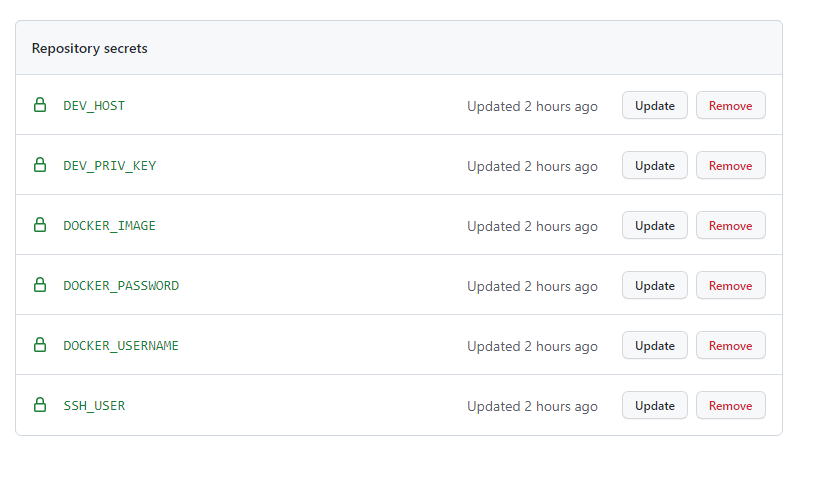 Repository secrets
DEV_HOST Updated 2 hours ago Update Remove
DEV_PRIV_KEY Updated 2 hours ago Update Remove
DOCKER_IMAGE Updated 2 hours ago Update Remove
DOCKER_PASSWORD Updated 2 hours ago Update Remove
DOCKER_USERNAME Updated 2 hours ago Update Remove
SSH_USER Updated 2 hours ago Update Remove